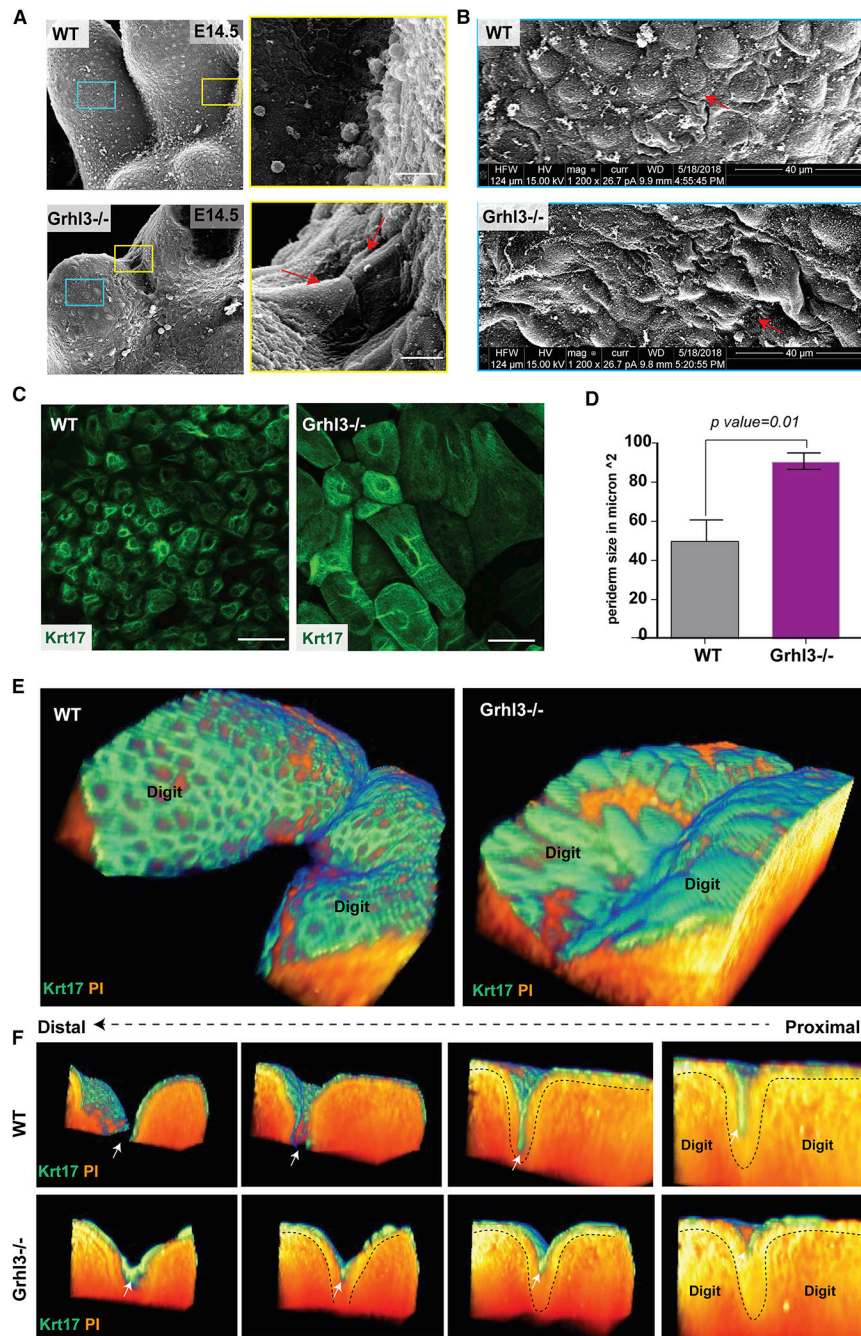 A
WT
E14.5
Grhl3-/-
E14.5
B
WT
HFW HV mag ≡ curr WD 5/18/2018 40 µm
124 µm 15.00 kV 1 200 x 26.7 pA 9.9 mm 4:55:45 PM
Grhl3-/-
HFW HV mag ≡ curr WD 5/18/2018 40 µm
124 µm 15.00 kV 1 200 x 26.7 pA 9.8 mm 5:20:55 PM
C
WT
Krt17
Grhl3-/-
Krt17
D
p value=0.01
periderm size in micron ^2
100
80
60
40
20
0
WT Grhl3-/-
E
WT
Digit
Digit
Krt17 PI
Grhl3-/-
Digit
Digit
Krt17 PI
Distal Proximal
F
WT
Krt17 PI
Digit Digit
Grhl3-/-
Krt17 PI
Digit Digit